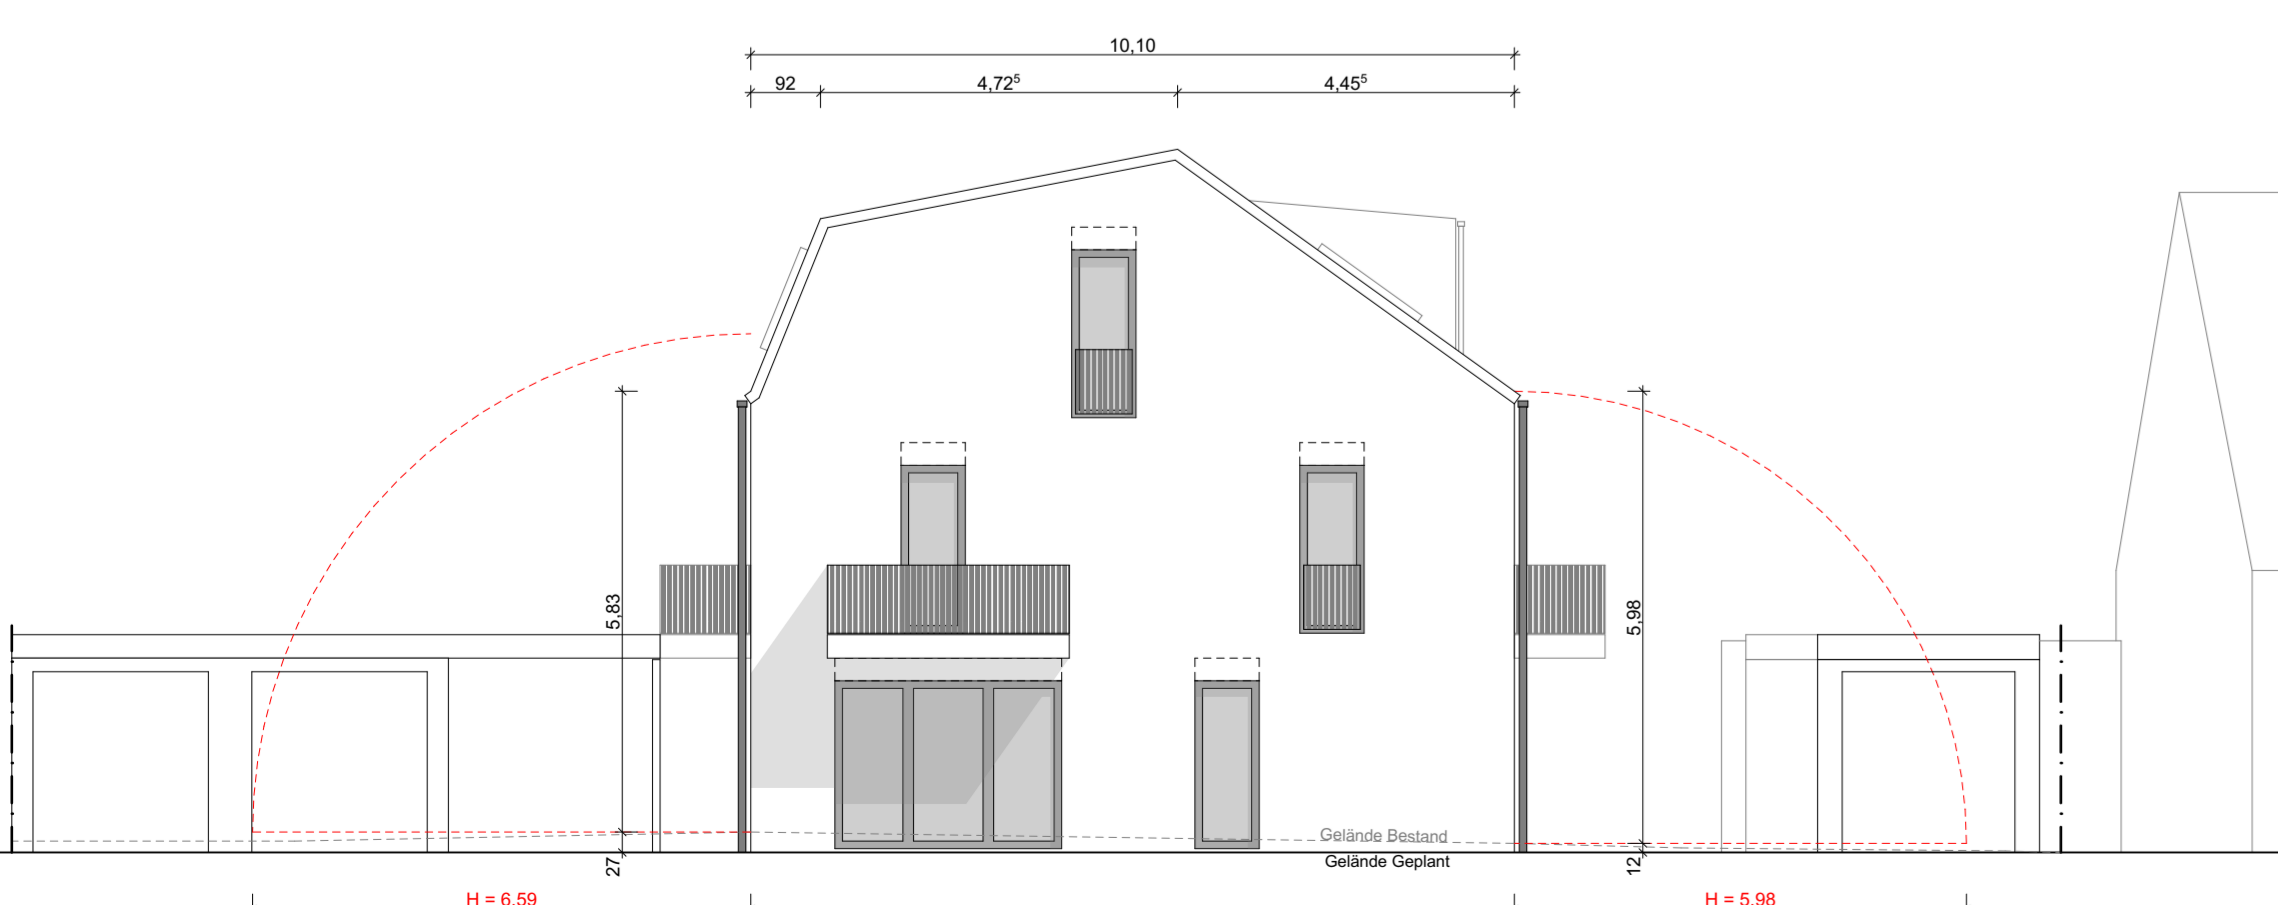 10,10
92 4,72⁵ 4,45⁵
5,83
5,98
Gelände Bestand
Gelände Geplant
27
12
H = 6,59
H = 5,98